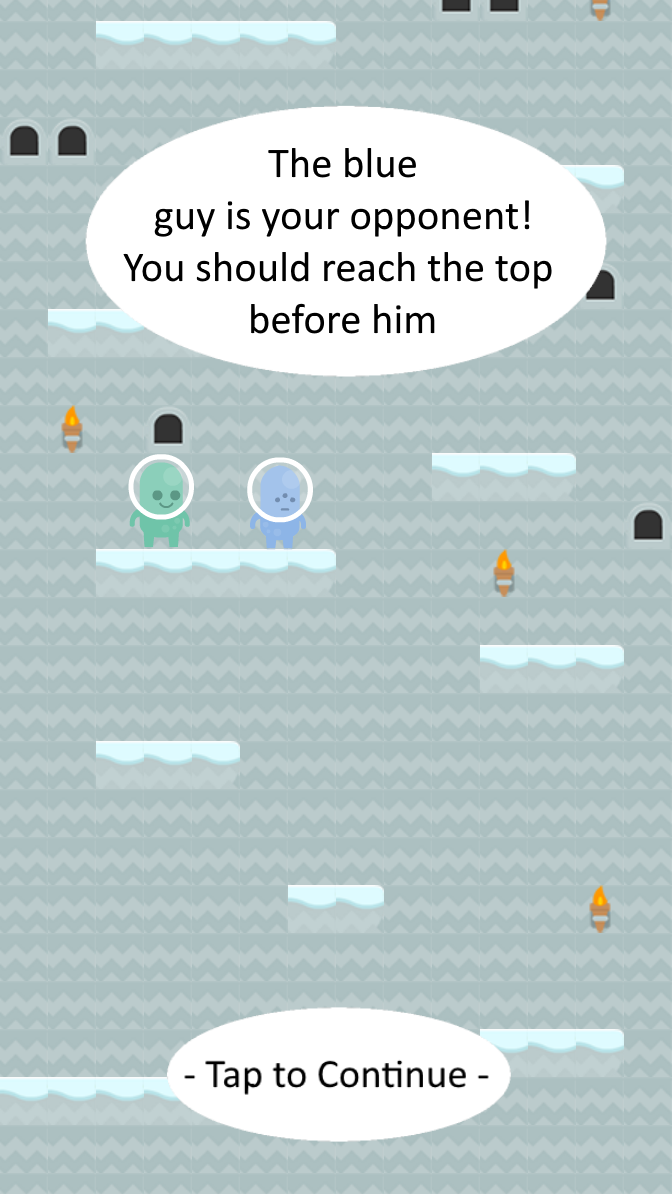 The blue
guy is your opponent!
You should reach the top
before him
- Tap to Continue -